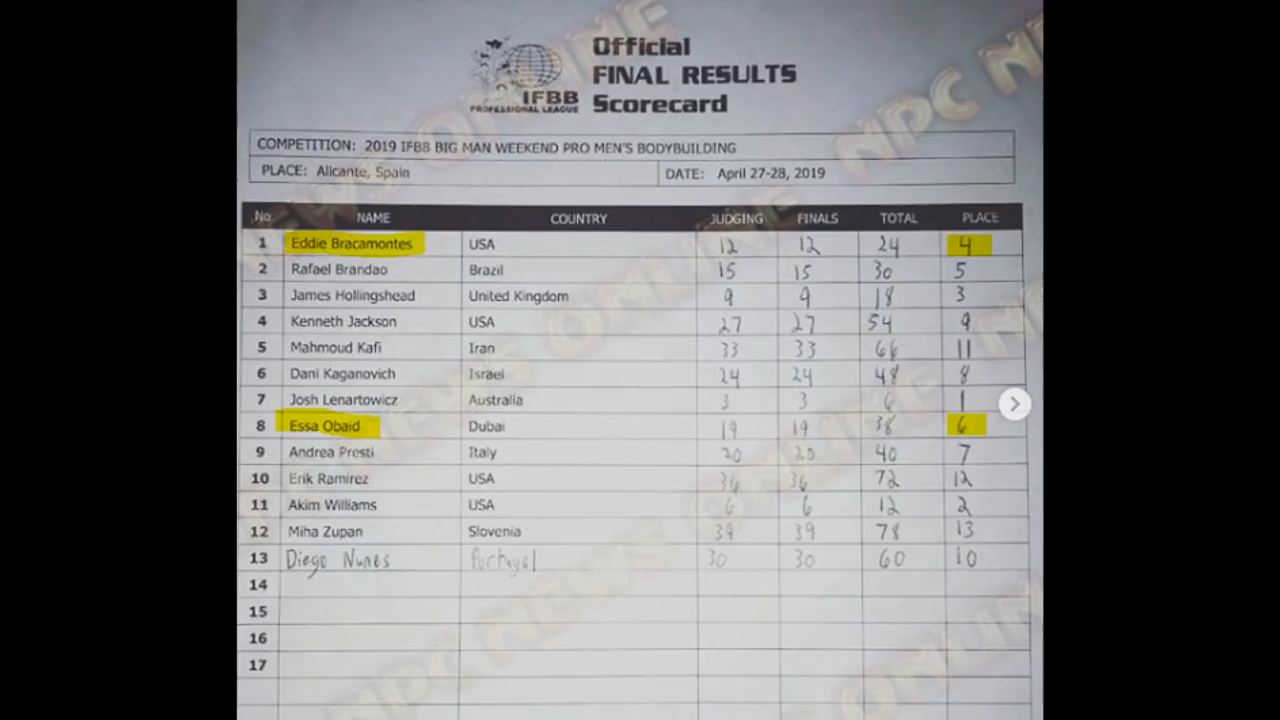 Official
FINAL RESULTS
Scorecard
IFBB
PROFESSIONAL LEAGUE
COMPETITION: 2019 IFBB BIG MAN WEEKEND PRO MEN'S BODYBUILDING
PLACE: Alicante, Spain DATE: April 27-28, 2019
No. NAME COUNTRY JUDGING FINALS TOTAL PLACE
1 Eddie Bracamontes USA 12 12 24 4
2 Rafael Brandao Brazil 15 15 30 5
3 James Hollingshead United Kingdom 9 9 18 3
4 Kenneth Jackson USA 27 27 54 9
5 Mahmoud Kafi Iran 33 33 66 11
6 Dani Kaganovich Israel 24 24 48 8
7 Josh Lenartowicz Australia 3 3 6 1
8 Essa Obaid Dubai 19 19 38 6
9 Andrea Presti Italy 20 20 40 7
10 Erik Ramirez USA 36 36 72 12
11 Akim Williams USA 6 6 12 2
12 Miha Zupan Slovenia 39 39 78 13
13 Diego Nunes Portugal 30 30 60 10
14
15
16
17
NPC NEWS ONLINE